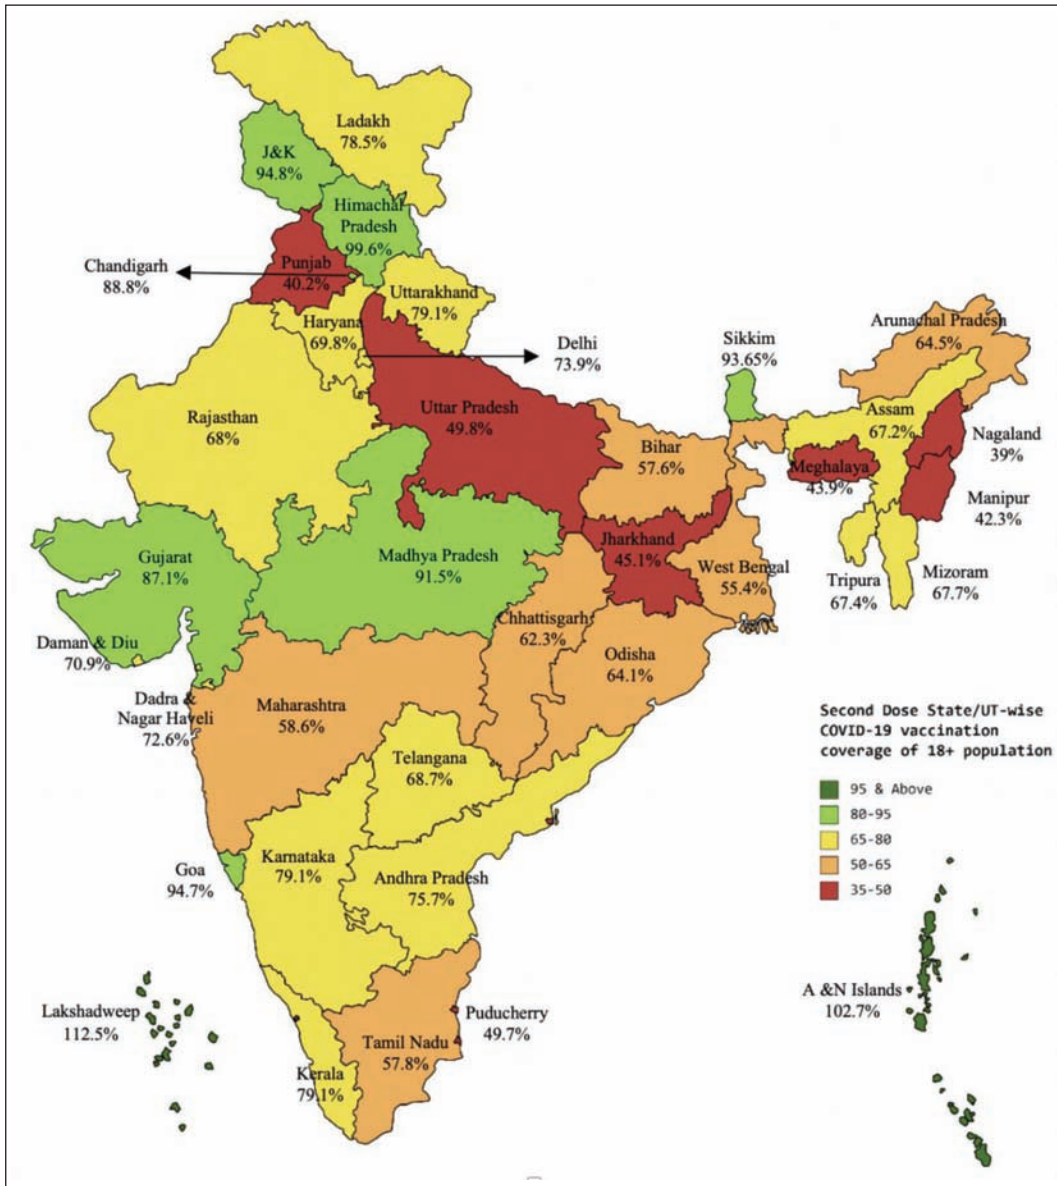 Ladakh
78.5%
J&K
94.8%
Himachal
Pradesh
99.6%
Chandigarh
88.8%
Punjab
40.2%
Uttarakhand
79.1%
Haryana
69.8%
Delhi
73.9%
Sikkim
93.65%
Arunachal Pradesh
64.5%
Rajasthan
68%
Uttar Pradesh
49.8%
Bihar
57.6%
Assam
67.2%
Nagaland
39%
Meghalaya
43.9%
Manipur
42.3%
Gujarat
87.1%
Madhya Pradesh
91.5%
Jharkhand
45.1%
West Bengal
55.4%
Tripura
67.4%
Mizoram
67.7%
Daman & Diu
70.9%
Chhattisgarh
62.3%
Odisha
64.1%
Dadra &
Nagar Haveli
72.6%
Maharashtra
58.6%
Telangana
68.7%
Second Dose State/UT-wise
COVID-19 vaccination
coverage of 18+ population
95 & Above
80-95
65-80
50-65
35-50
Goa
94.7%
Karnataka
79.1%
Andhra Pradesh
75.7%
Lakshadweep
112.5%
Puducherry
49.7%
A &N Islands
102.7%
Tamil Nadu
57.8%
Kerala
79.1%